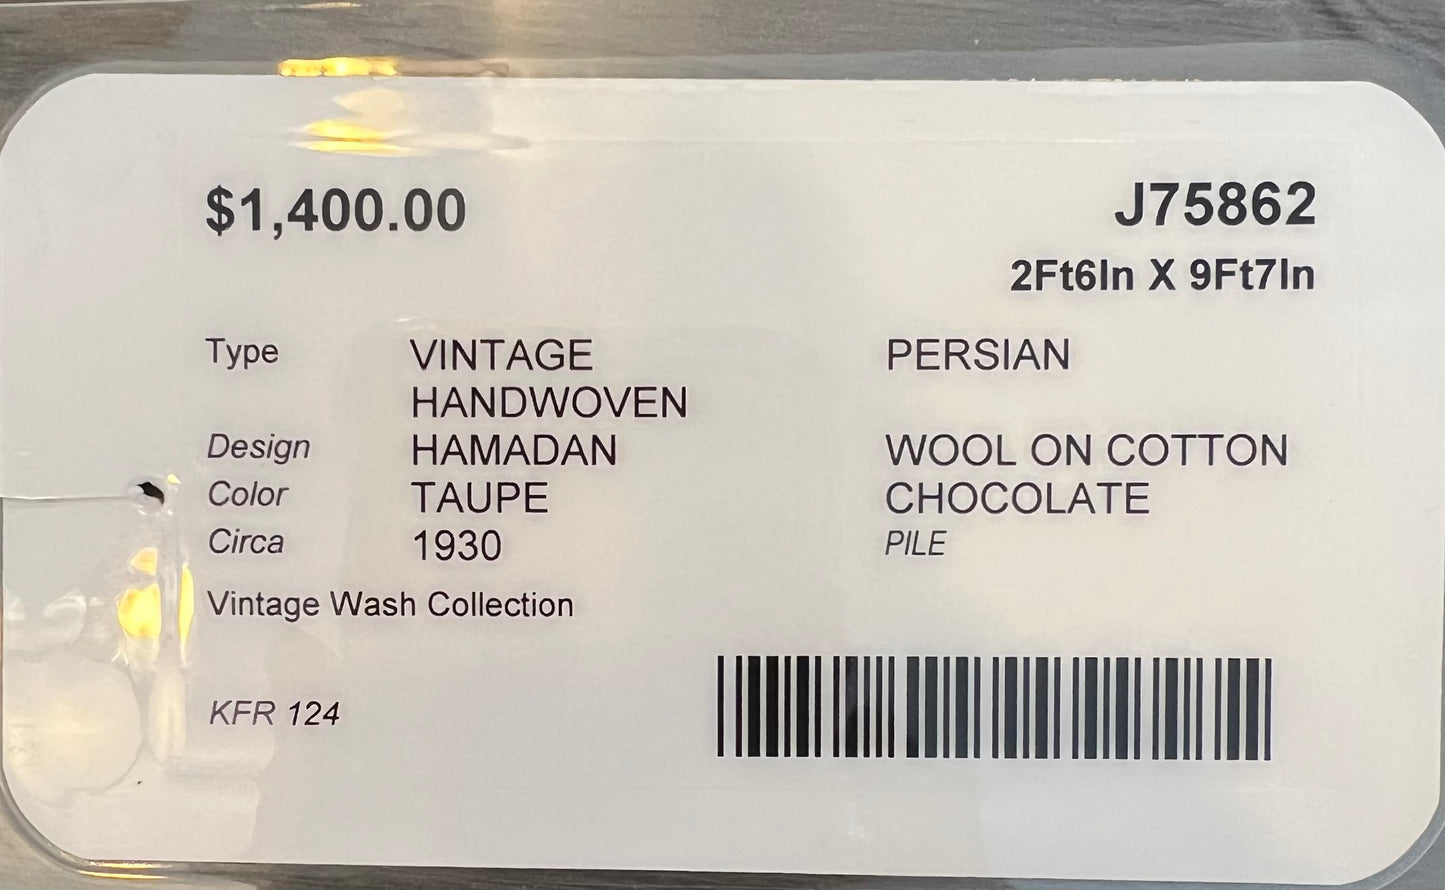 $1,400.00 J75862
2Ft6In X 9Ft7In
Type VINTAGE PERSIAN
HANDWOVEN
Design HAMADAN WOOL ON COTTON
Color TAUPE CHOCOLATE
Circa 1930 PILE
Vintage Wash Collection
KFR 124